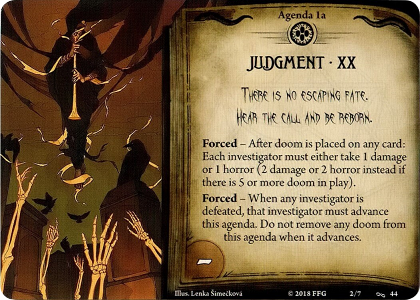 Agenda 1a
JUDGMENT · XX
There is no escaping fate.
Hear the call and be reborn.
Forced – After doom is placed on any card:
Each investigator must either take 1 damage
or 1 horror (2 damage or 2 horror instead if
there is 5 or more doom in play).
Forced – When any investigator is
defeated, that investigator must advance
this agenda. Do not remove any doom from
this agenda when it advances.
–
Illus. Lenka Šimečková
© 2018 FFG
2/7
44